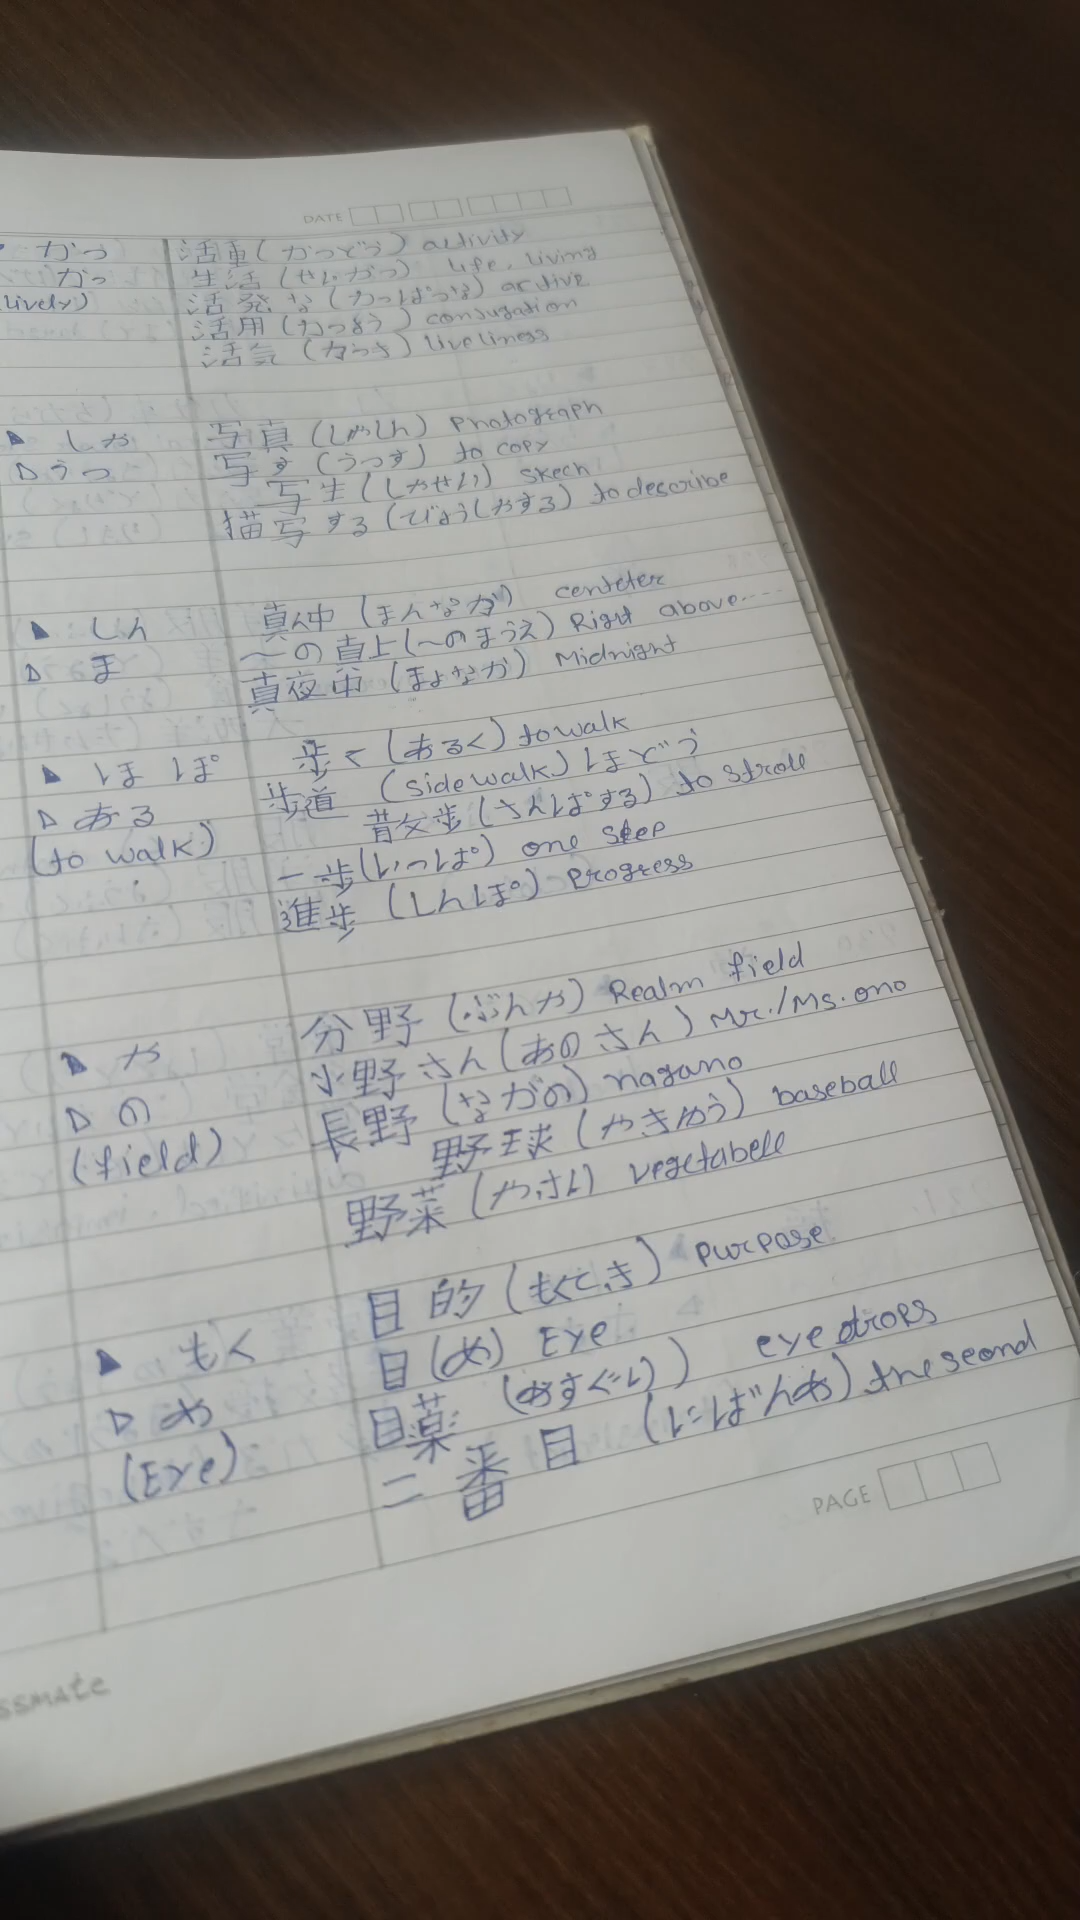 DATE
かつ 活重(かつどう) activity
かっ 生活(せいかつ) life, living
lively) 活発な(かっぱつな) active
活用(かつよう) conjugation
活気(かっき) liveliness
▶ しゃ 写真(しゃしん) Photograph
▷ うつ 写す(うつす) to copy
写生(しゃせい) skech
描写する(びょうしゃする) to describe
▶ しん 真ん中(まんなか) centeter
▷ ま 〜の真上(〜のまうえ) Right above....
真夜中(まよなか) Midnight
▶ ほ ぽ 歩く(あるく) to walk
▷ ある 歩道 (sidewalk) ほどう
(to walk) 散歩(さんぽする) to stroll
一歩(いっぽ) one step
進歩(しんぽ) Progress
▶ や 分野(ぶんや) Realm field
▷ の 小野さん(おのさん) Mr./Ms. ono
(field) 長野(ながの) nagano
野球(やきゅう) baseball
野菜(やさい) vegetabell
▶ もく 目的(もくてき) Purpose
▷ め 目(め) Eye
(Eye) 目薬(めすぐり) eye drops
二番目(にばんめ) the second
PAGE
ssmate